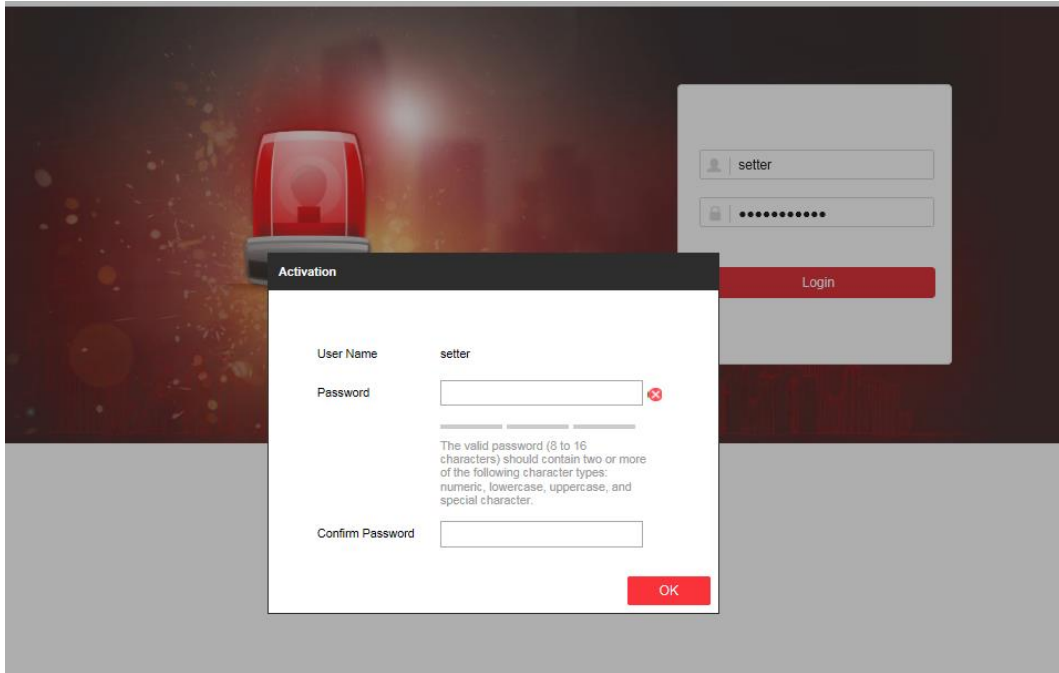 setter
●●●●●●●●●●●
Login
Activation
User Name setter
Password
The valid password (8 to 16
characters) should contain two or more
of the following character types:
numeric, lowercase, uppercase, and
special character.
Confirm Password
OK